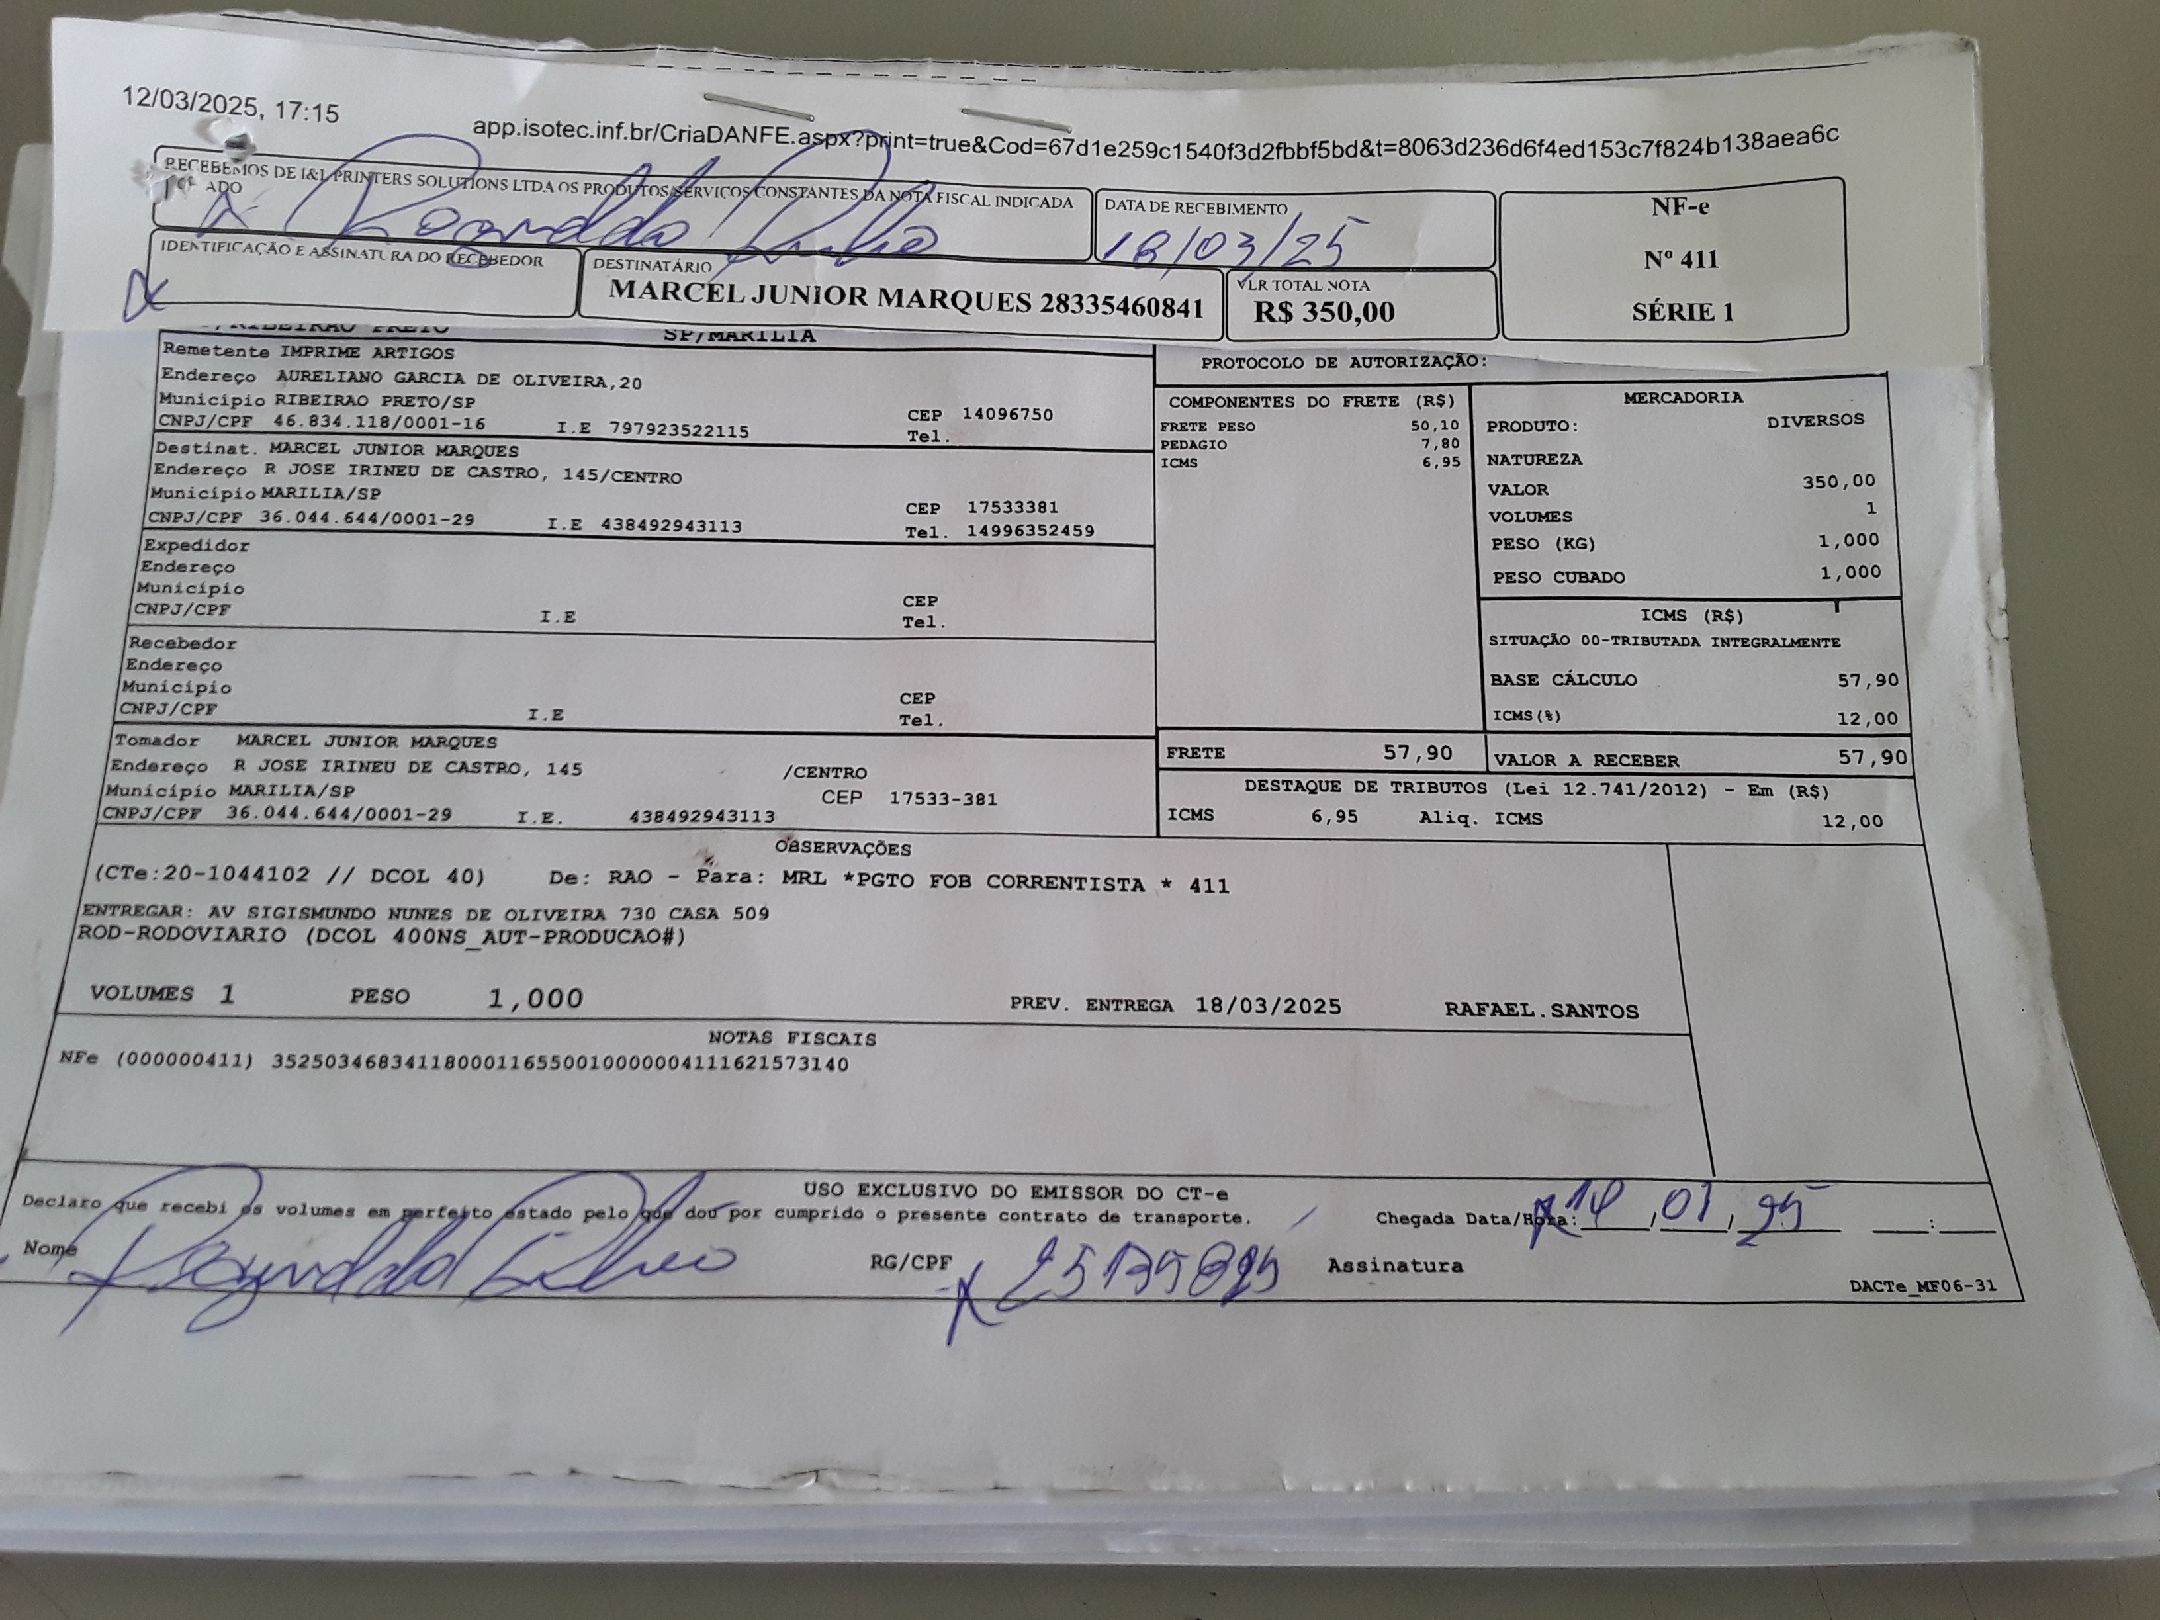 12/03/2025, 17:15
app.isotec.inf.br/CriaDANFE.aspx?print=true&Cod=67d1e259c1540f3d2fbbf5bd&t=8063d236d6f4ed153c7f824b138aea6c
RECEBEMOS DE I&L PRINTERS SOLUTIONS LTDA OS PRODUTOS/SERVIÇOS CONSTANTES DA NOTA FISCAL INDICADA
ADO
DATA DE RECEBIMENTO
18/03/25
NF-e
Nº 411
SÉRIE 1
IDENTIFICAÇÃO E ASSINATURA DO RECEBEDOR
DESTINATÁRIO
MARCEL JUNIOR MARQUES 28335460841
VLR TOTAL NOTA
R$ 350,00
/RIBEIRAO PRETO SP/MARILIA
Remetente IMPRIME ARTIGOS
Endereço AURELIANO GARCIA DE OLIVEIRA,20
Município RIBEIRAO PRETO/SP CEP 14096750
CNPJ/CPF 46.834.118/0001-16 I.E 797923522115 Tel.
Destinat. MARCEL JUNIOR MARQUES
Endereço R JOSE IRINEU DE CASTRO, 145/CENTRO
Município MARILIA/SP CEP 17533381
CNPJ/CPF 36.044.644/0001-29 I.E 438492943113 Tel. 14996352459
Expedidor
Endereço
Município CEP
CNPJ/CPF I.E Tel.
Recebedor
Endereço
Município CEP
CNPJ/CPF I.E Tel.
Tomador MARCEL JUNIOR MARQUES
Endereço R JOSE IRINEU DE CASTRO, 145 /CENTRO
Município MARILIA/SP CEP 17533-381
CNPJ/CPF 36.044.644/0001-29 I.E. 438492943113
PROTOCOLO DE AUTORIZAÇÃO:
COMPONENTES DO FRETE (R$)
FRETE PESO 50,10
PEDAGIO 7,80
ICMS 6,95
MERCADORIA
PRODUTO: DIVERSOS
NATUREZA
VALOR 350,00
VOLUMES 1
PESO (KG) 1,000
PESO CUBADO 1,000
ICMS (R$)
SITUAÇÃO 00-TRIBUTADA INTEGRALMENTE
BASE CÁLCULO 57,90
ICMS(%) 12,00
FRETE 57,90 VALOR A RECEBER 57,90
DESTAQUE DE TRIBUTOS (Lei 12.741/2012) - Em (R$)
ICMS 6,95 Aliq. ICMS 12,00
OBSERVAÇÕES
(CTe:20-1044102 // DCOL 40) De: RAO - Para: MRL *PGTO FOB CORRENTISTA * 411
ENTREGAR: AV SIGISMUNDO NUNES DE OLIVEIRA 730 CASA 509
ROD-RODOVIARIO (DCOL 400NS_AUT-PRODUCAO#)
VOLUMES 1 PESO 1,000 PREV. ENTREGA 18/03/2025 RAFAEL.SANTOS
NOTAS FISCAIS
NFe (000000411) 35250346834118000116550010000004111621573140
USO EXCLUSIVO DO EMISSOR DO CT-e
Declaro que recebi os volumes em perfeito estado pelo que dou por cumprido o presente contrato de transporte.
Chegada Data/Hora: , , :
Nome RG/CPF Assinatura
DACTe_MF06-31